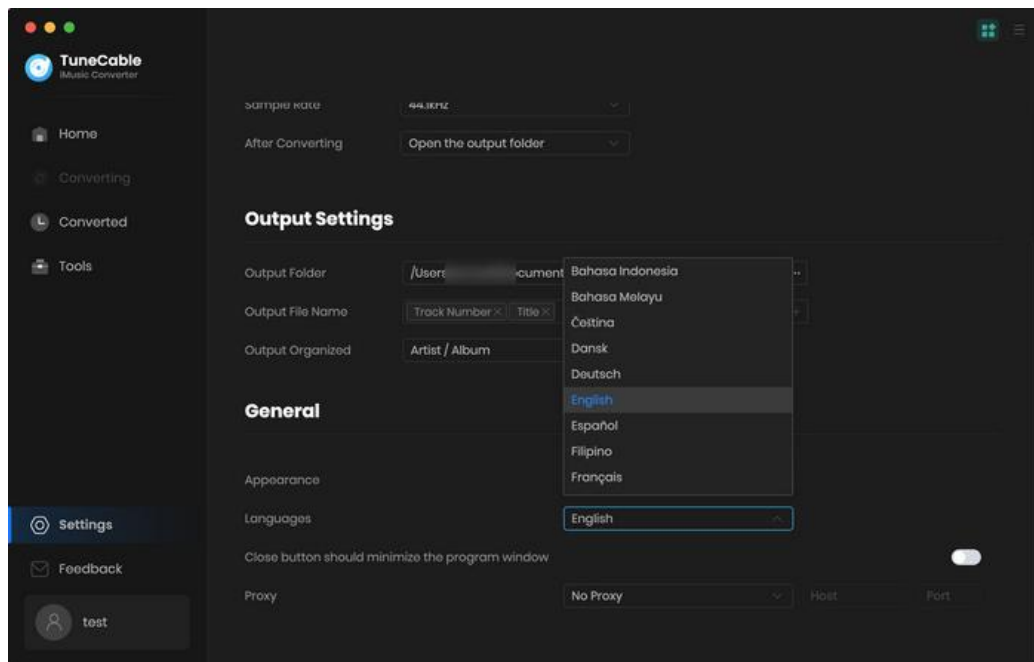 TuneCable
iMusic Converter
Home
Converting
Converted
Tools
Settings
Feedback
test
Sample Rate 44.1kHz
After Converting Open the output folder
Output Settings
Output Folder /Users ocument
Output File Name Track Number × Title × +
Output Organized Artist / Album
Bahasa Indonesia
Bahasa Melayu
Čeština
Dansk
Deutsch
English
Español
Filipino
Français
General
Appearance
Languages English
Close button should minimize the program window
Proxy No Proxy Host Port